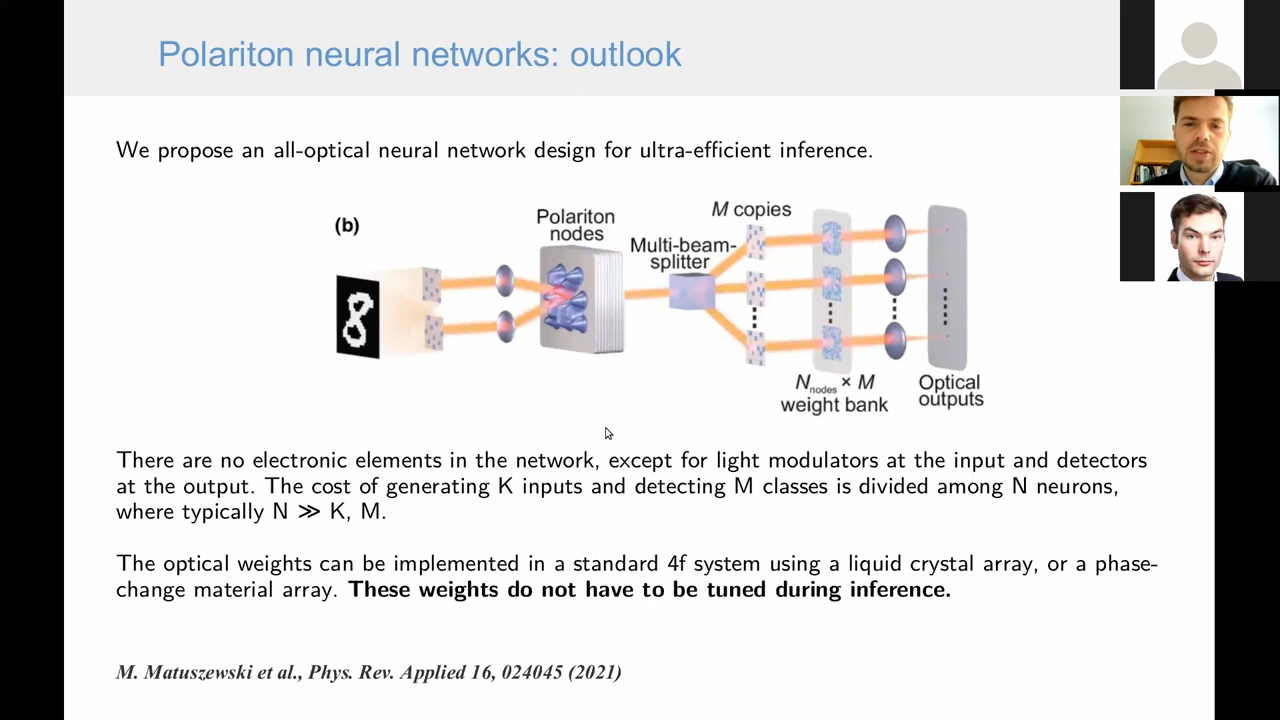 Polariton neural networks: outlook
We propose an all-optical neural network design for ultra-efficient inference.
(b)
Polariton
nodes
Multi-beam-
splitter
M copies
N nodes × M
weight bank
Optical
outputs
There are no electronic elements in the network, except for light modulators at the input and detectors
at the output. The cost of generating K inputs and detecting M classes is divided among N neurons,
where typically N ≫ K, M.
The optical weights can be implemented in a standard 4f system using a liquid crystal array, or a phase-
change material array. These weights do not have to be tuned during inference.
M. Matuszewski et al., Phys. Rev. Applied 16, 024045 (2021)